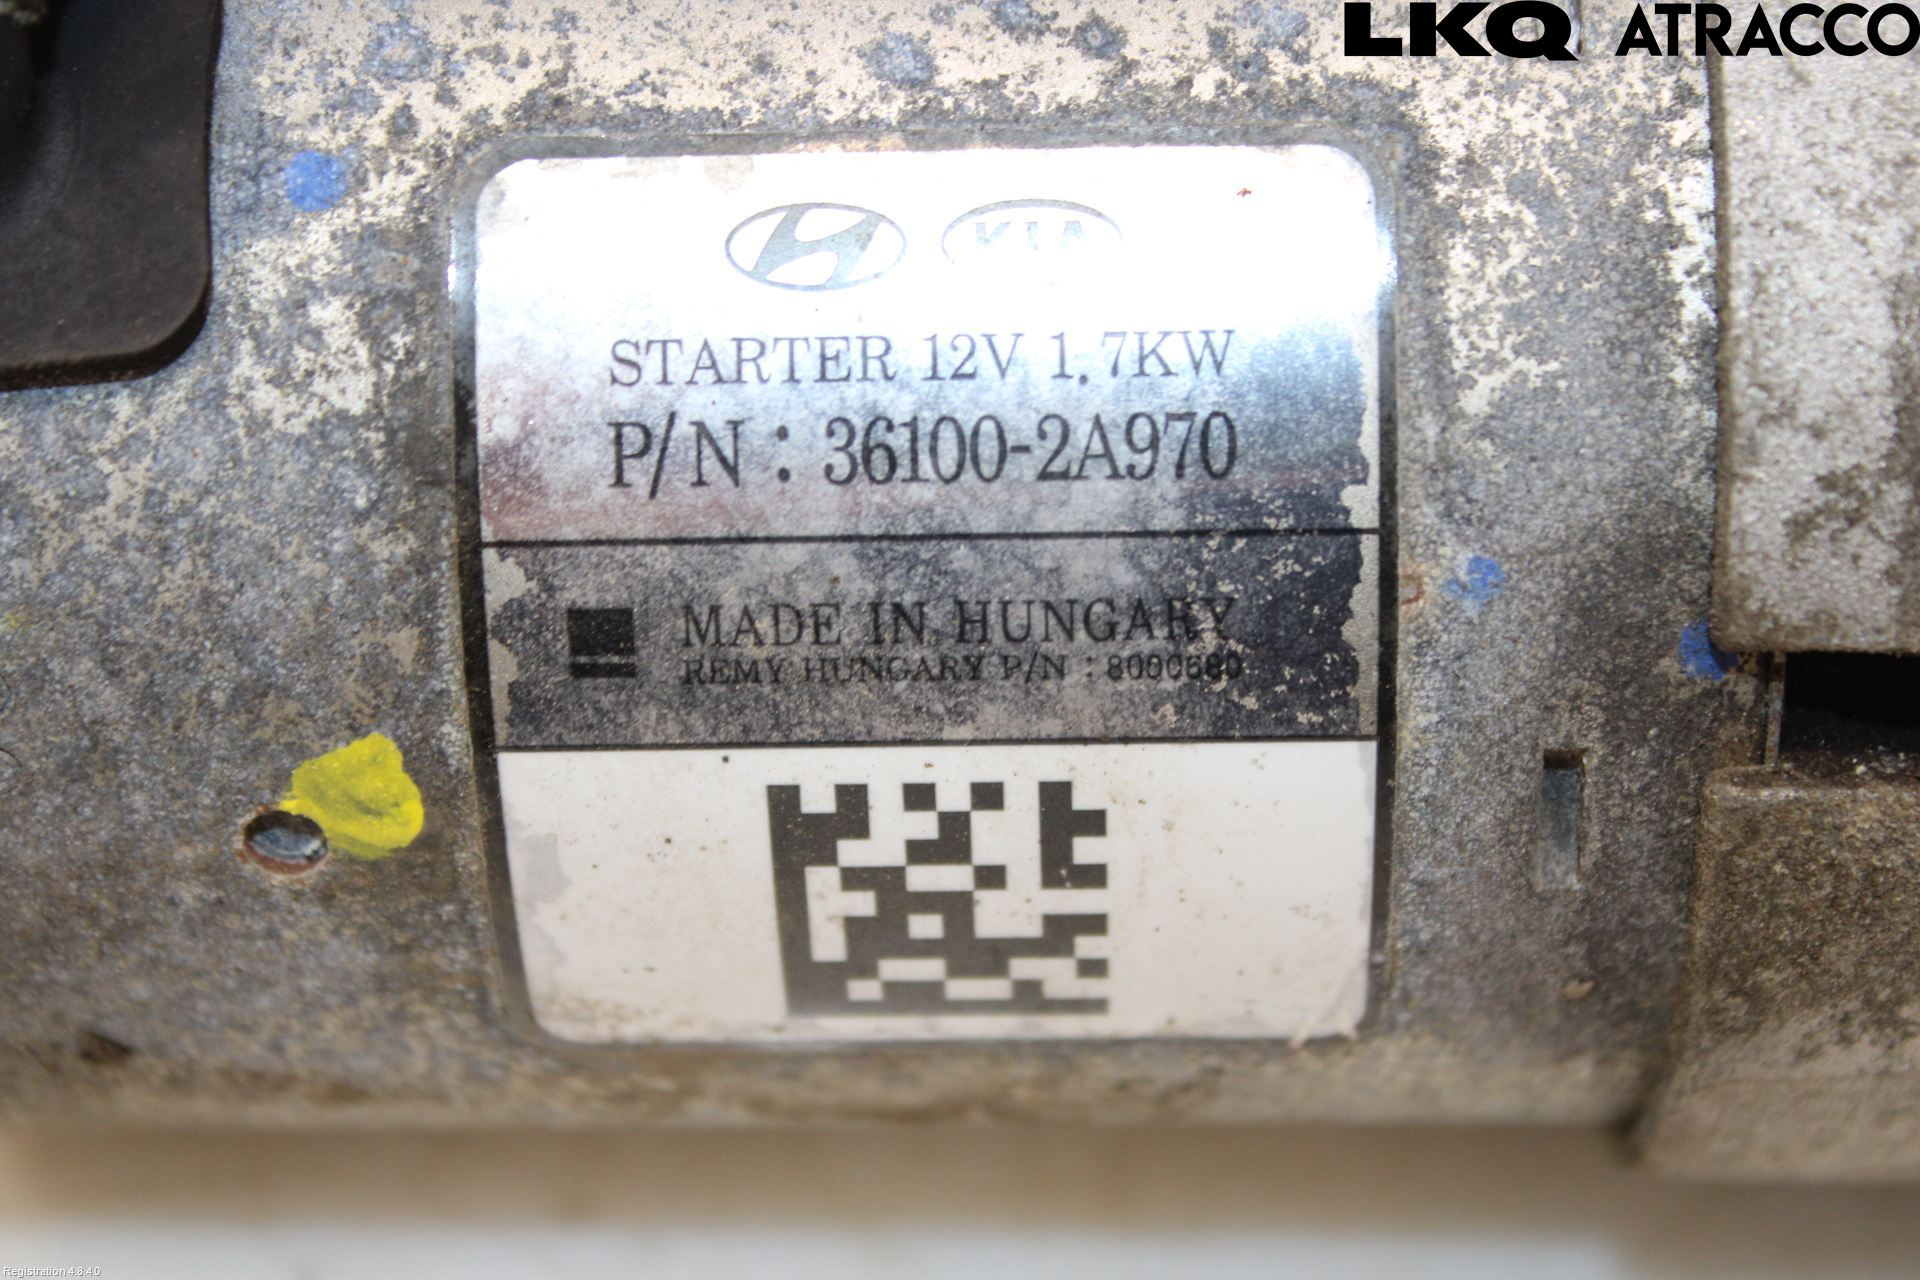 LKQ ATRACCO
KIA
STARTER 12V 1.7KW
P/N : 36100-2A970
MADE IN HUNGARY
REMY HUNGARY P/N :
Registration 4.8.4.0